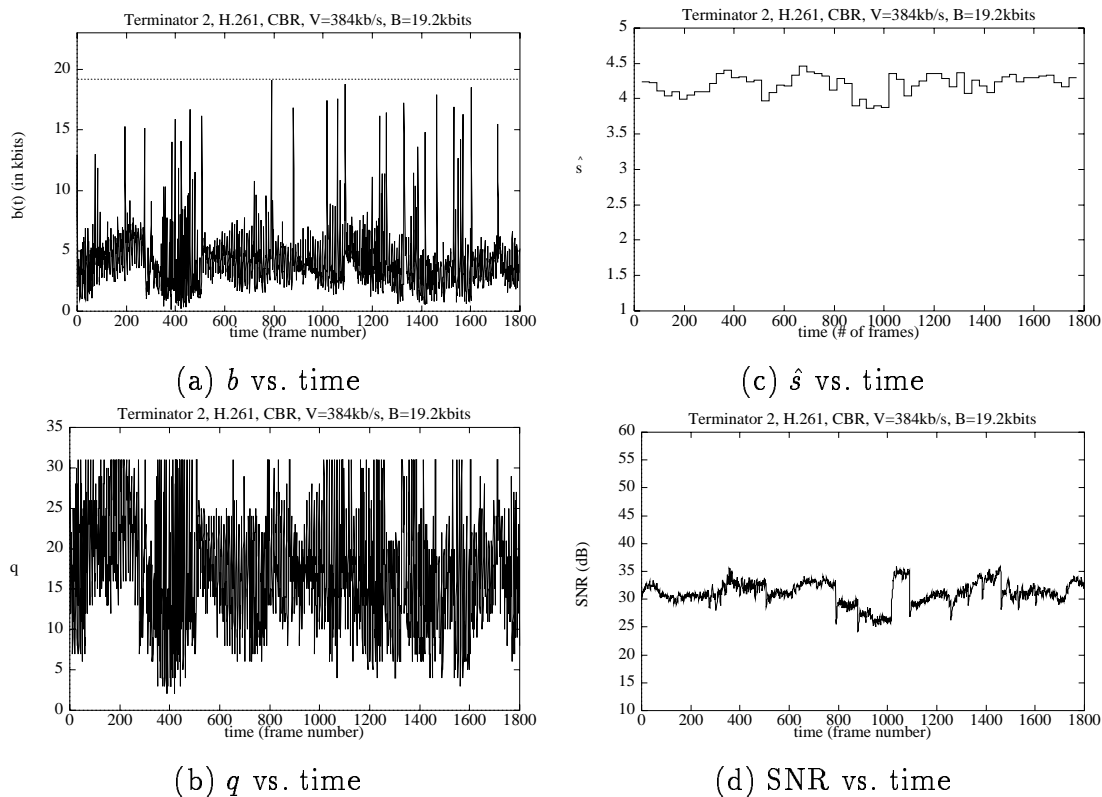 Terminator 2, H.261, CBR, V=384kb/s, B=19.2kbits
b(t) (in kbits)
20
15
10
5
0
0 200 400 600 800 1000 1200 1400 1600 1800
time (frame number)
(a) b vs. time
Terminator 2, H.261, CBR, V=384kb/s, B=19.2kbits
ŝ
5
4.5
4
3.5
3
2.5
2
1.5
1
0 200 400 600 800 1000 1200 1400 1600 1800
time (# of frames)
(c) ŝ vs. time
Terminator 2, H.261, CBR, V=384kb/s, B=19.2kbits
q
35
30
25
20
15
10
5
0
0 200 400 600 800 1000 1200 1400 1600 1800
time (frame number)
(b) q vs. time
Terminator 2, H.261, CBR, V=384kb/s, B=19.2kbits
SNR (dB)
60
55
50
45
40
35
30
25
20
15
10
0 200 400 600 800 1000 1200 1400 1600 1800
time (frame number)
(d) SNR vs. time